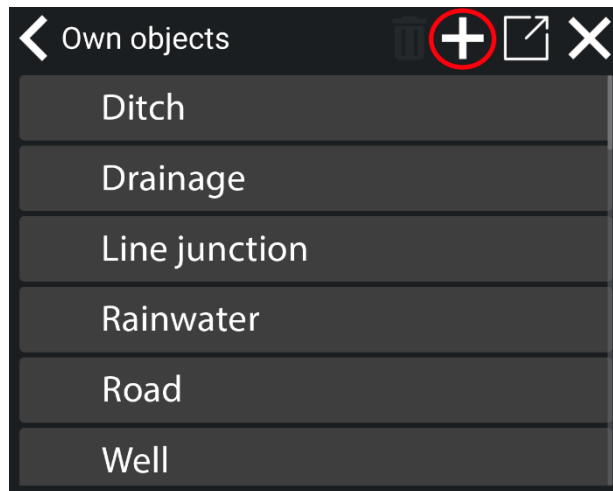 Own objects
Ditch
Drainage
Line junction
Rainwater
Road
Well